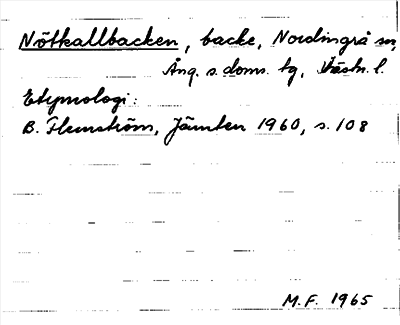 Nötkallbacken, backe, Nordingrå sn,
Ång. s. doms. tg, Västn. l.
Etymologi:
B. Flemström, Jämten 1960, s. 108
M.F. 1965